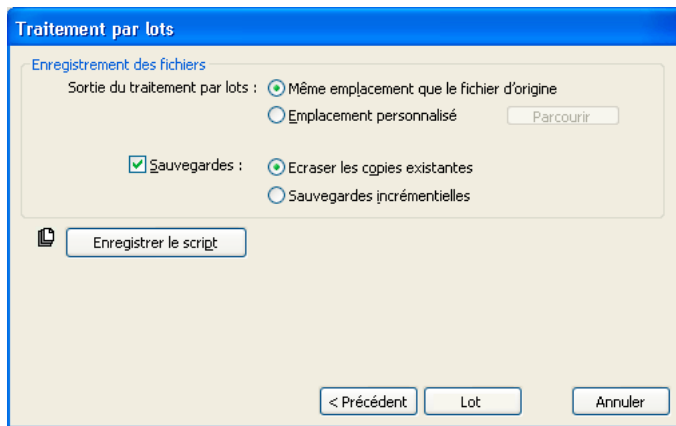 Traitement par lots
Enregistrement des fichiers
Sortie du traitement par lots : Même emplacement que le fichier d'origine
Emplacement personnalisé Parcourir
Sauvegardes : Ecraser les copies existantes
Sauvegardes incrémentielles
Enregistrer le script
< Précédent Lot Annuler